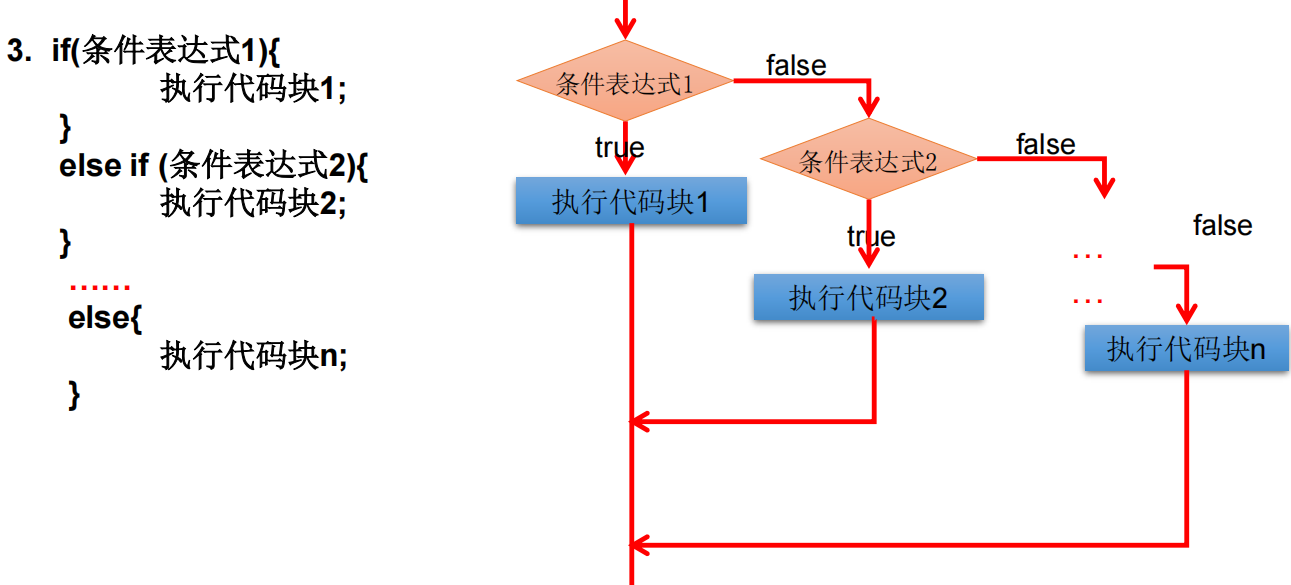 3. if(条件表达式1){
执行代码块1;
}
else if (条件表达式2){
执行代码块2;
}
……
else{
执行代码块n;
}
条件表达式1
false
true
执行代码块1
条件表达式2
false
true
执行代码块2
false
…
…
执行代码块n